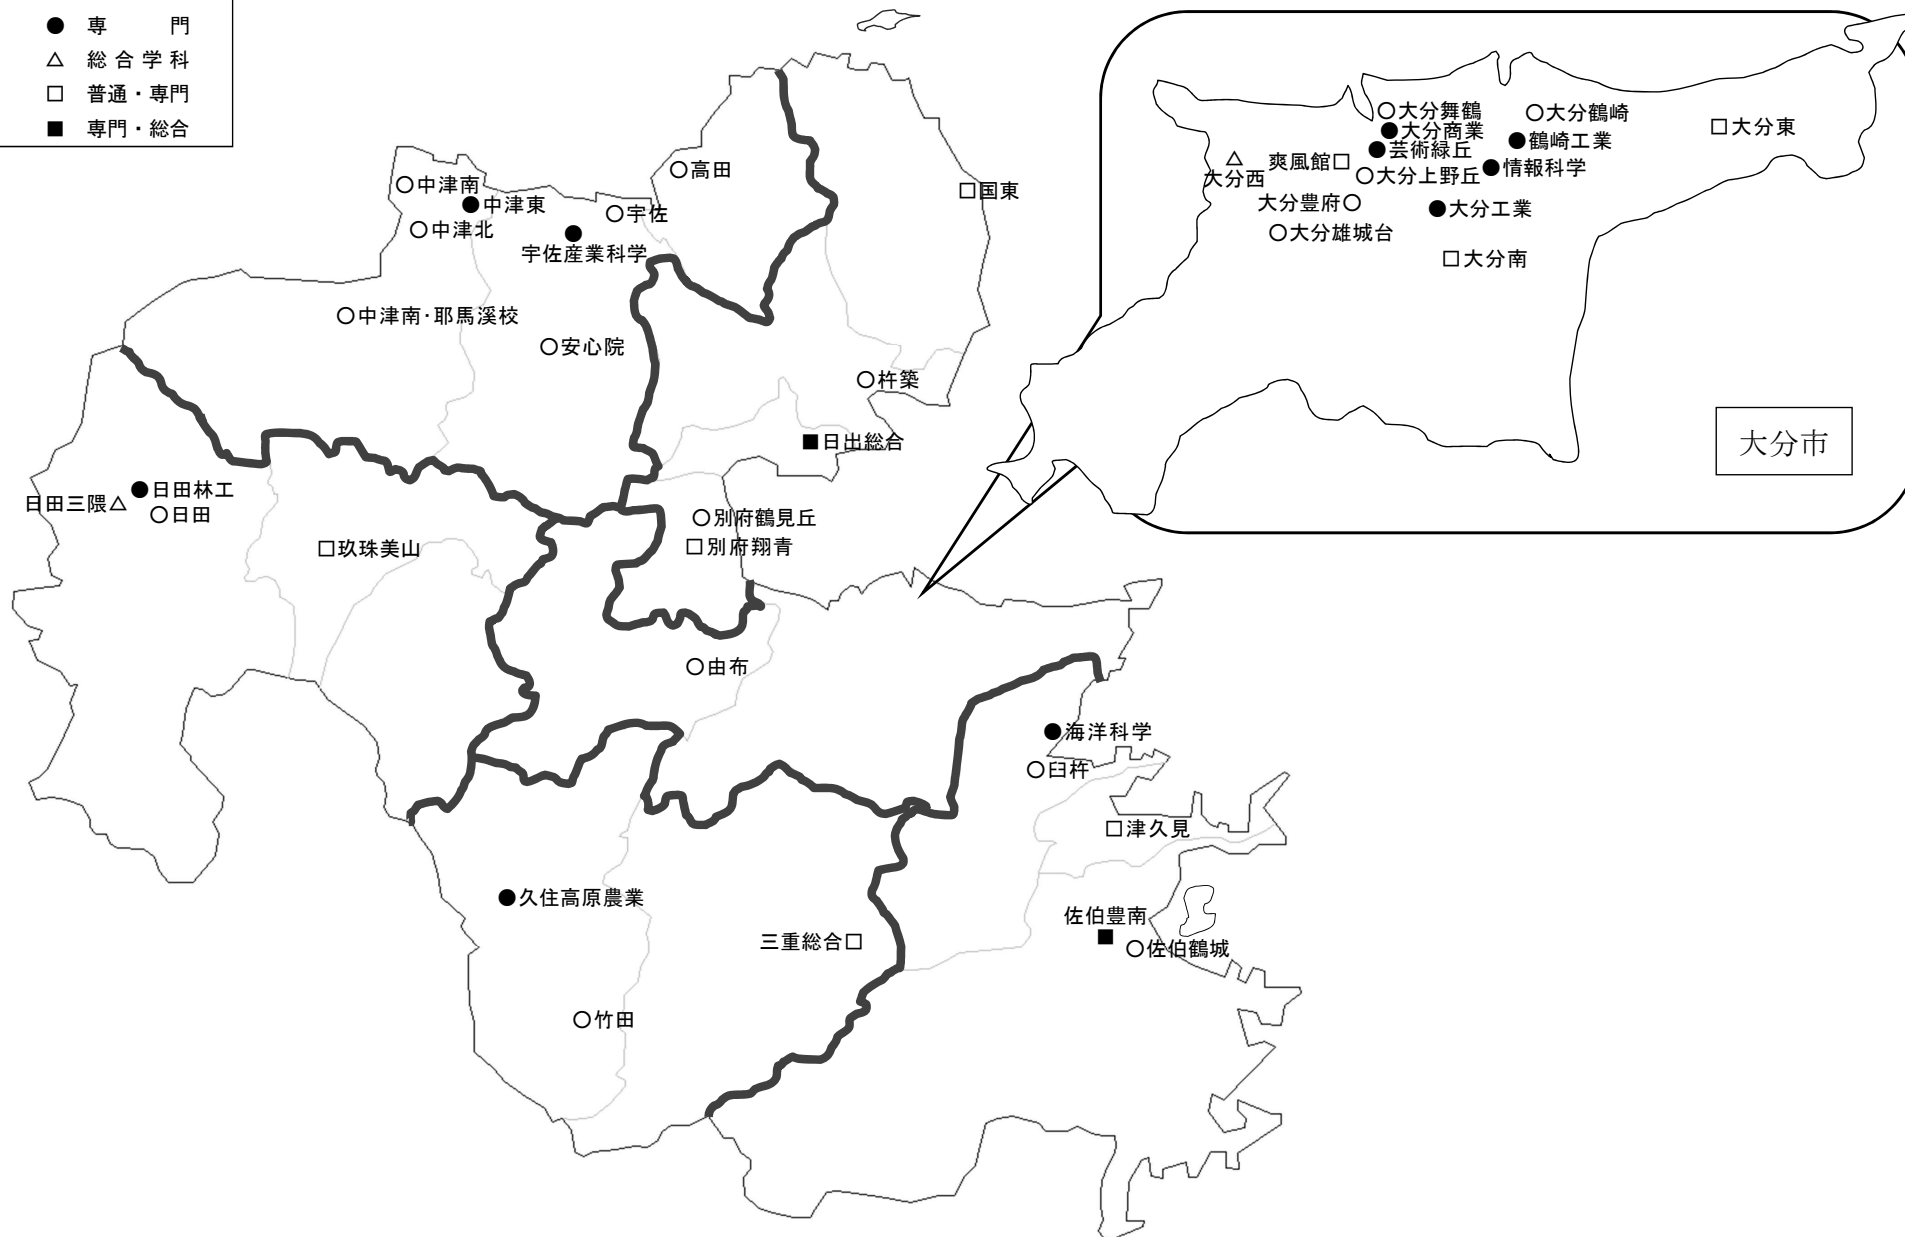 ● 専　　門
△ 総合学科
□ 普通・専門
■ 専門・総合
○高田
□国東
○中津南
●中津東
○中津北
○宇佐
●
宇佐産業科学
○中津南・耶馬溪校
○安心院
○杵築
■日出総合
●日田林工
日田三隈△
○日田
□玖珠美山
○別府鶴見丘
□別府翔青
○由布
●海洋科学
○臼杵
□津久見
●久住高原農業
三重総合□
佐伯豊南
■
○佐伯鶴城
○竹田
○大分舞鶴
○大分鶴崎
●大分商業
□大分東
●鶴崎工業
●芸術緑丘
爽風館□
△
大分西
●情報科学
○大分上野丘
大分豊府○
●大分工業
○大分雄城台
□大分南
大分市